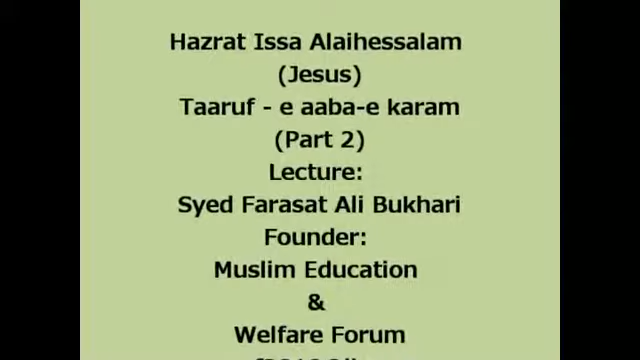 Hazrat Issa Alaihessalam
(Jesus)
Taaruf - e aaba-e karam
(Part 2)
Lecture:
Syed Farasat Ali Bukhari
Founder:
Muslim Education
&
Welfare Forum